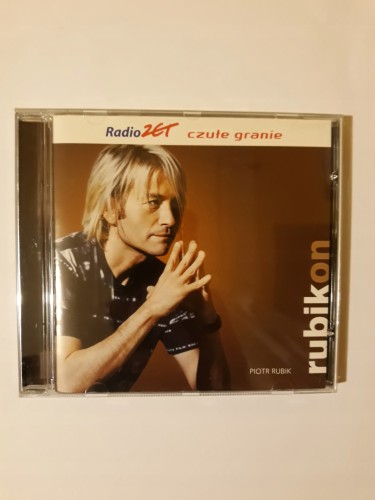 Radio ZET czułe granie
rubikon
PIOTR RUBIK